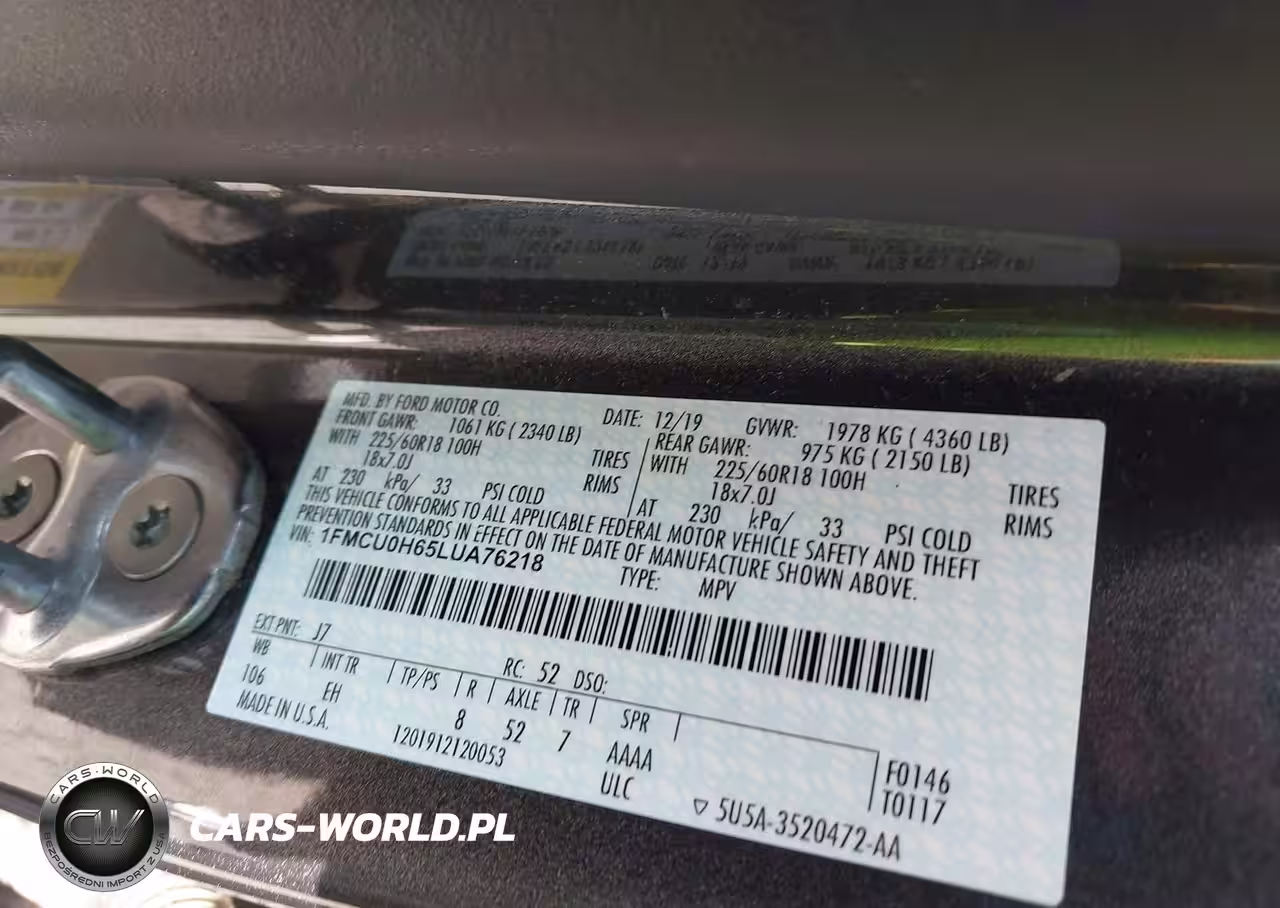 MFD. BY FORD MOTOR CO. DATE: 12/19 GVWR: 1978 KG ( 4360 LB)
FRONT GAWR: 1061 KG ( 2340 LB) REAR GAWR: 975 KG ( 2150 LB)
WITH 225/60R18 100H TIRES WITH 225/60R18 100H TIRES
18x7.0J RIMS 18x7.0J RIMS
AT 230 kPa/ 33 PSI COLD AT 230 kPa/ 33 PSI COLD
THIS VEHICLE CONFORMS TO ALL APPLICABLE FEDERAL MOTOR VEHICLE SAFETY AND THEFT
PREVENTION STANDARDS IN EFFECT ON THE DATE OF MANUFACTURE SHOWN ABOVE.
VIN: 1FMCU0H65LUA76218 TYPE: MPV
EXT PNT: J7 RC: 52 DSO:
WB INT TR TP/PS R AXLE TR SPR
106 EH 8 52 7 AAAA F0146
MADE IN U.S.A. 1201912120053 ULC T0117
5U5A-3520472-AA
CARS-WORLD
CW
BEZPOŚREDNI IMPORT Z USA
CARS-WORLD.PL